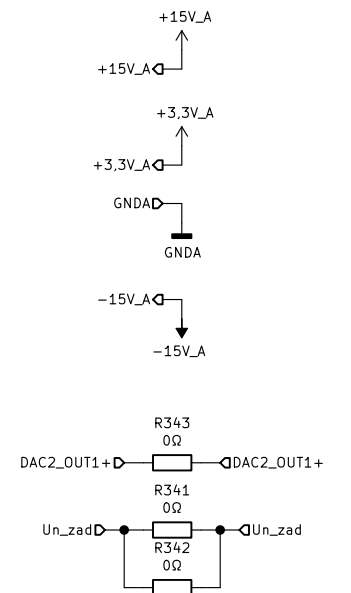 +15V_A
+15V_A
+3,3V_A
+3,3V_A
GNDA
GNDA
-15V_A
-15V_A
R343
0Ω
DAC2_OUT1+ DAC2_OUT1+
R341
0Ω
Un_zad Un_zad
R342
0Ω